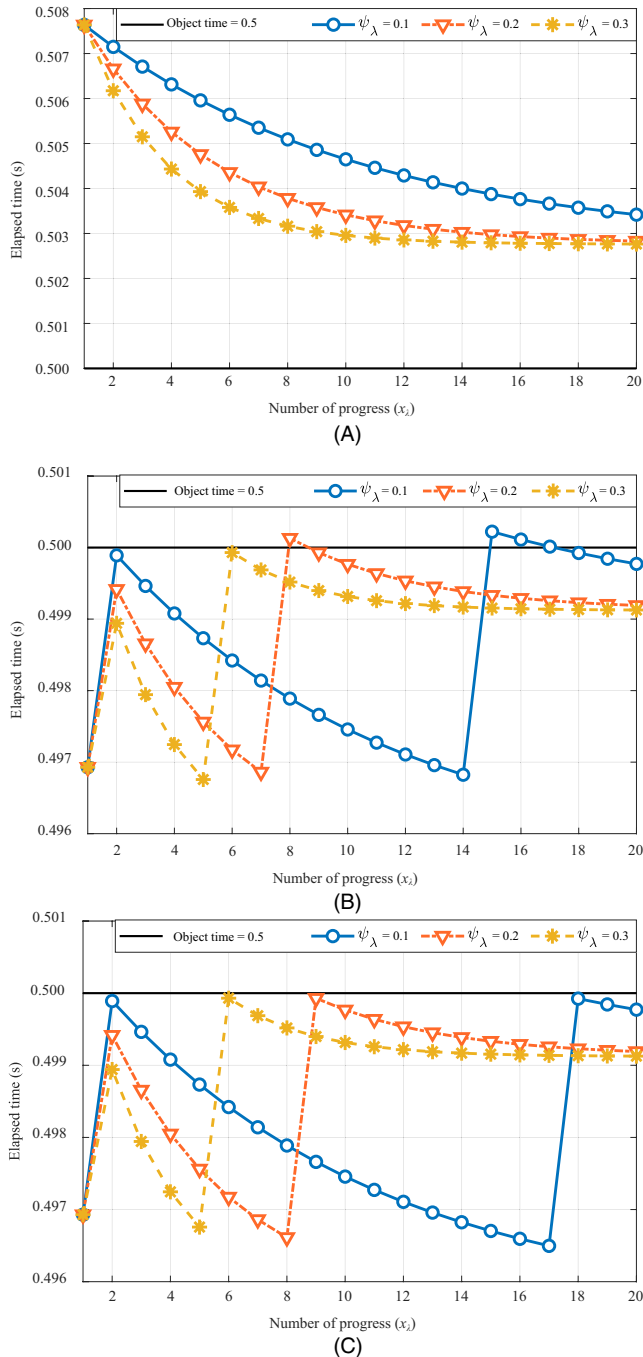 0.508
Object time = 0.5
ψλ = 0.1
ψλ = 0.2
ψλ = 0.3
0.507
0.506
0.505
0.504
0.503
0.502
0.501
0.500
Elapsed time (s)
2 4 6 8 10 12 14 16 18 20
Number of progress (xλ)
(A)
0.501
Object time = 0.5
ψλ = 0.1
ψλ = 0.2
ψλ = 0.3
0.500
0.499
0.498
0.497
0.496
Elapsed time (s)
2 4 6 8 10 12 14 16 18 20
Number of progress (xλ)
(B)
0.501
Object time = 0.5
ψλ = 0.1
ψλ = 0.2
ψλ = 0.3
0.500
0.499
0.498
0.497
0.496
Elapsed time (s)
2 4 6 8 10 12 14 16 18 20
Number of progress (xλ)
(C)